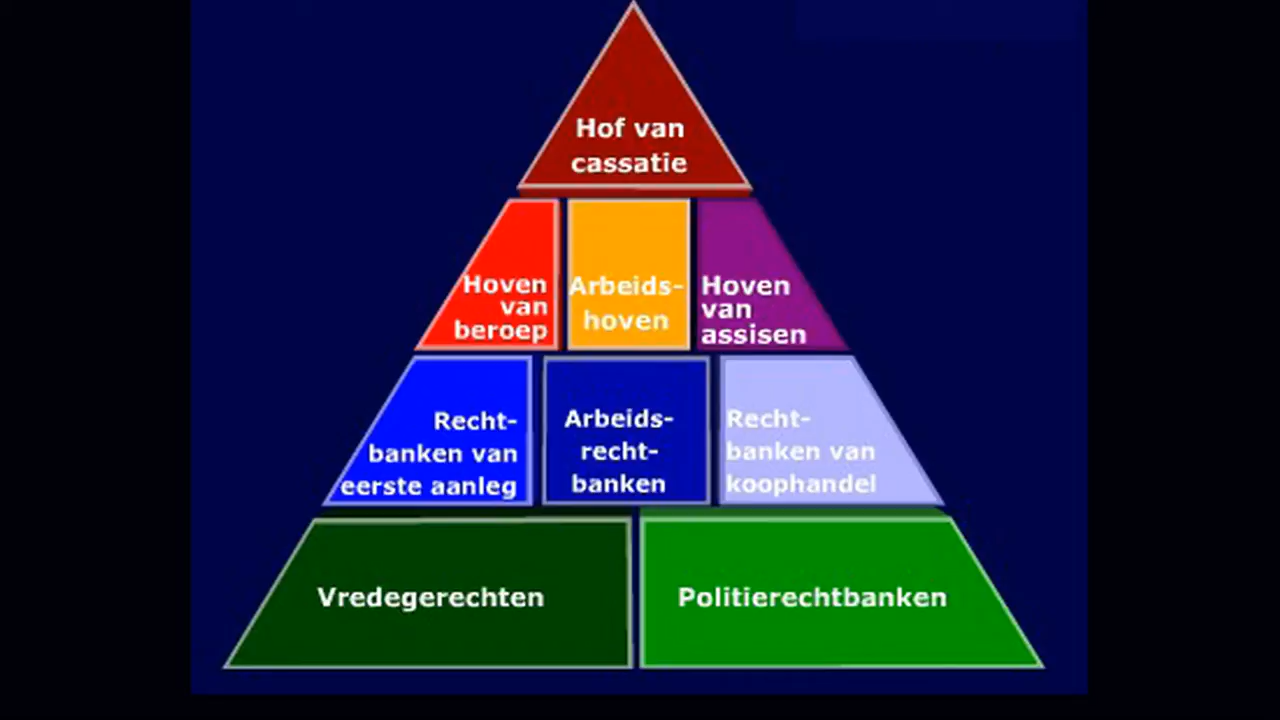 Hof van
cassatie
Hoven
van
beroep
Arbeids-
hoven
Hoven
van
assisen
Recht-
banken van
eerste aanleg
Arbeids-
recht-
banken
Recht-
banken van
koophandel
Vredegerechten
Politierechtbanken